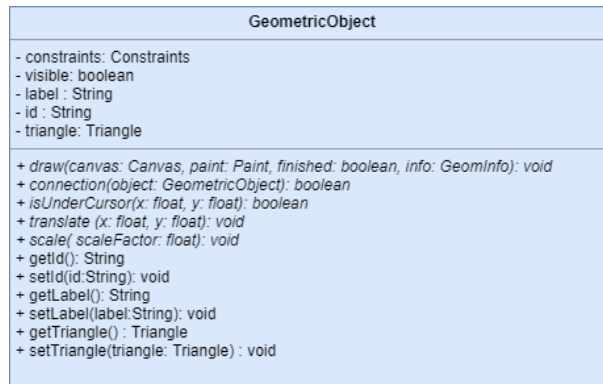 GeometricObject
- constraints: Constraints
- visible: boolean
- label : String
- id : String
- triangle: Triangle
+ draw(canvas: Canvas, paint: Paint, finished: boolean, info: GeomInfo): void
+ connection(object: GeometricObject): boolean
+ isUnderCursor(x: float, y: float): boolean
+ translate (x: float, y: float): void
+ scale( scaleFactor: float): void
+ getId(): String
+ setId(id:String): void
+ getLabel(): String
+ setLabel(label:String): void
+ getTriangle() : Triangle
+ setTriangle(triangle: Triangle) : void